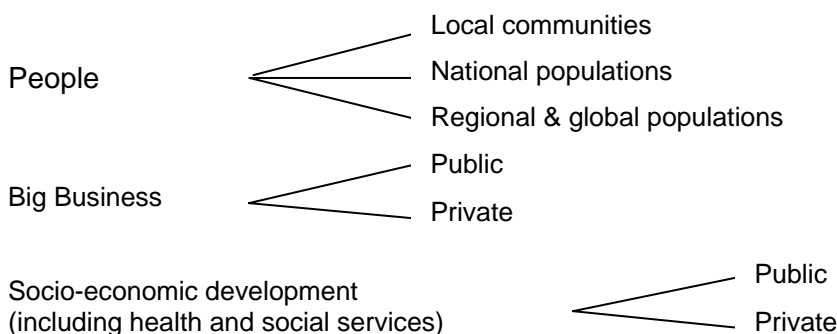 People
Local communities
National populations
Regional & global populations
Big Business
Public
Private
Socio-economic development
(including health and social services)
Public
Private